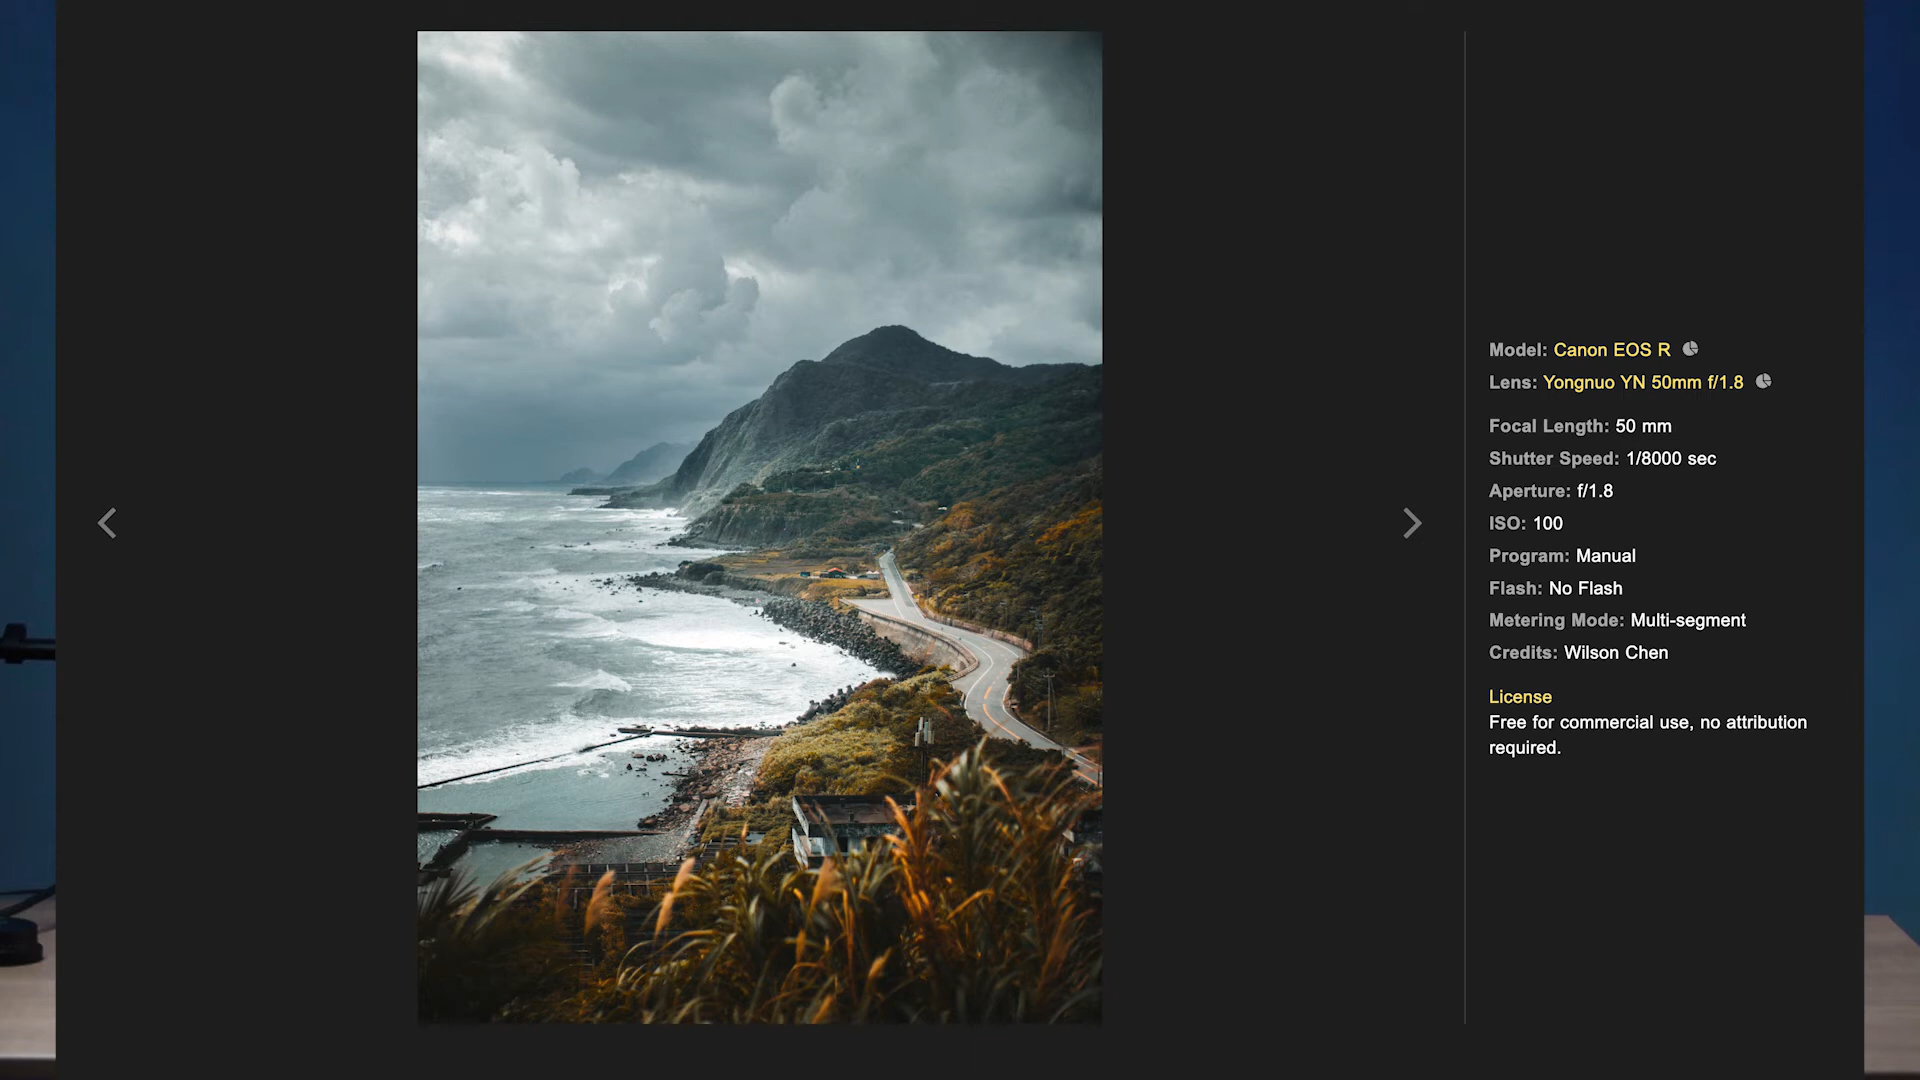 Model: Canon EOS R
Lens: Yongnuo YN 50mm f/1.8
Focal Length: 50 mm
Shutter Speed: 1/8000 sec
Aperture: f/1.8
ISO: 100
Program: Manual
Flash: No Flash
Metering Mode: Multi-segment
Credits: Wilson Chen
License
Free for commercial use, no attribution
required.